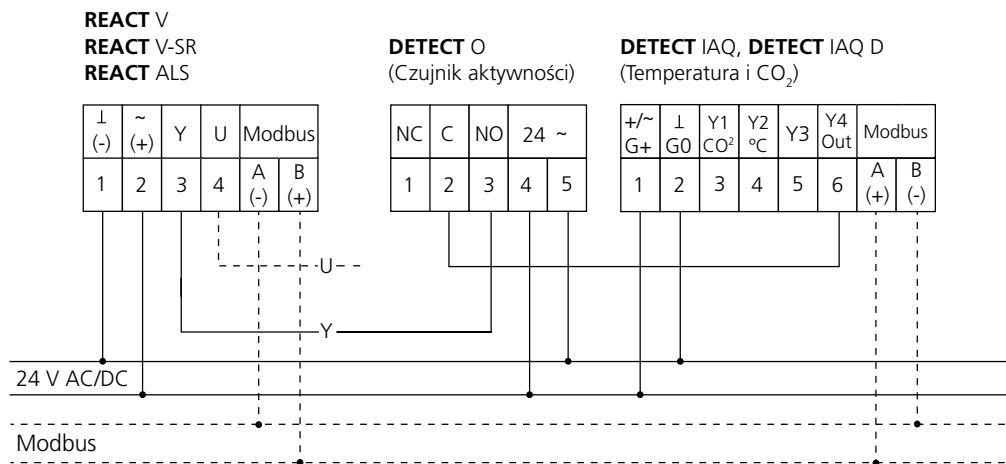 REACT V
REACT V-SR
REACT ALS
DETECT O
(Czujnik aktywności)
DETECT IAQ, DETECT IAQ D
(Temperatura i CO₂)
⊥ (-) ~ (+) Y U Modbus
1 2 3 4 A (-) B (+)
NC C NO 24 ~
1 2 3 4 5
+/~ G+ ⊥ G0 Y1 CO² Y2 ºC Y3 Y4 Out Modbus
1 2 3 4 5 6 A (+) B (-)
U
Y
24 V AC/DC
Modbus